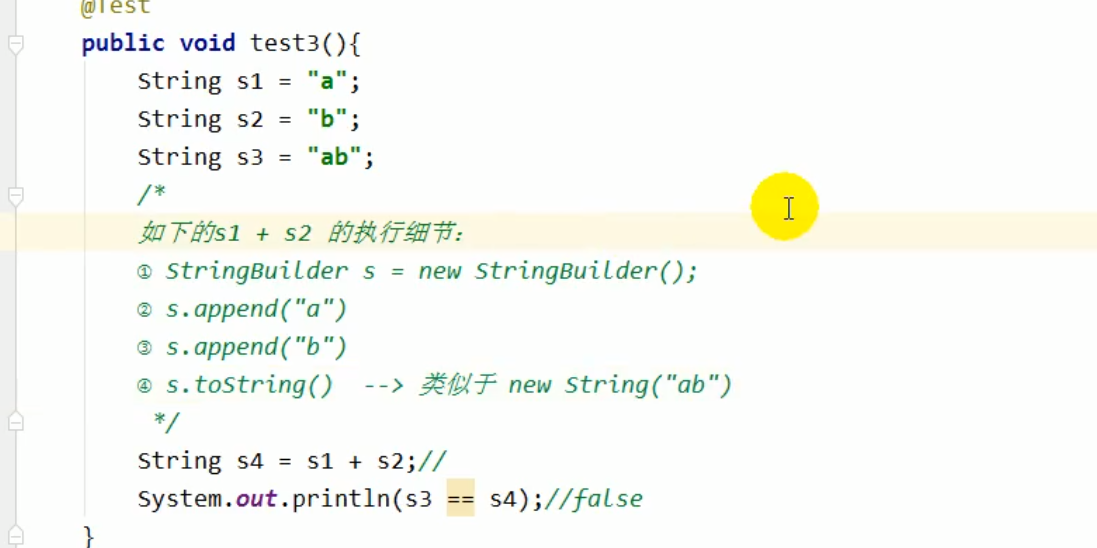 @Test
public void test3(){
String s1 = "a";
String s2 = "b";
String s3 = "ab";
/*
如下的s1 + s2 的执行细节:
① StringBuilder s = new StringBuilder();
② s.append("a")
③ s.append("b")
④ s.toString()  --> 类似于 new String("ab")
*/
String s4 = s1 + s2;//
System.out.println(s3 == s4);//false
}